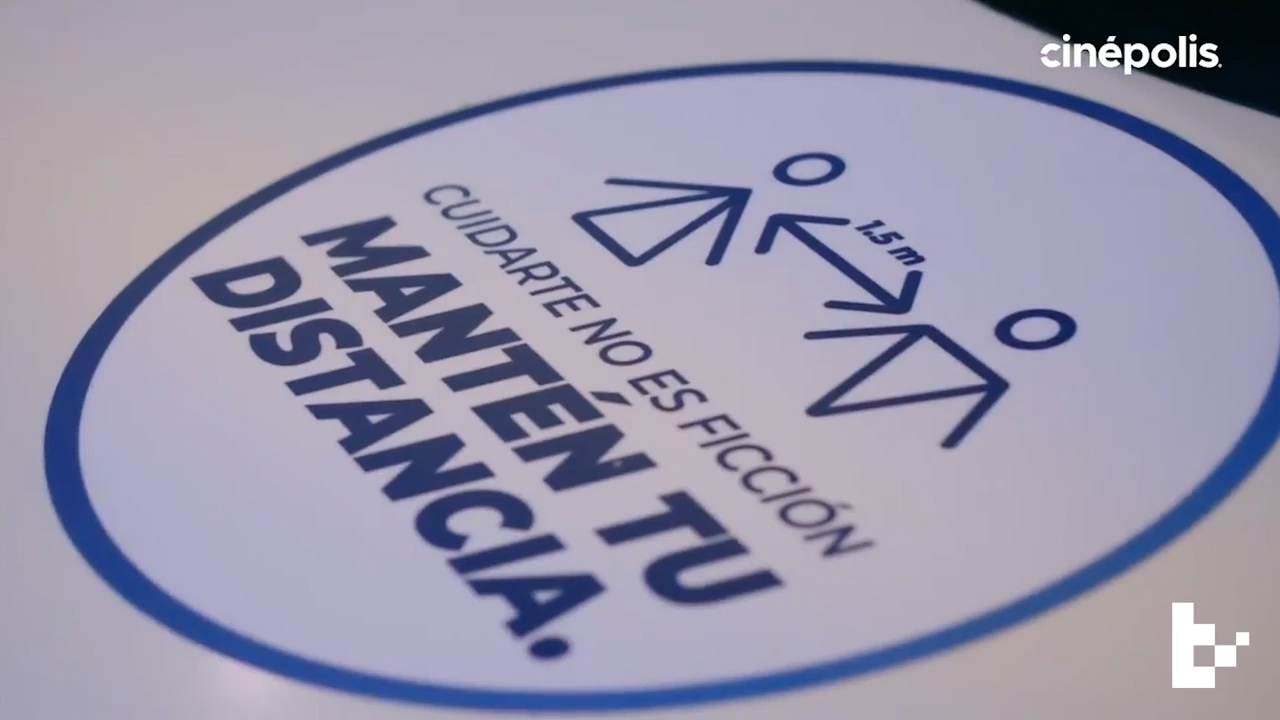 cinépolis
1.5 m
CUIDARTE NO ES FICCIÓN
MANTÉN TU
DISTANCIA.